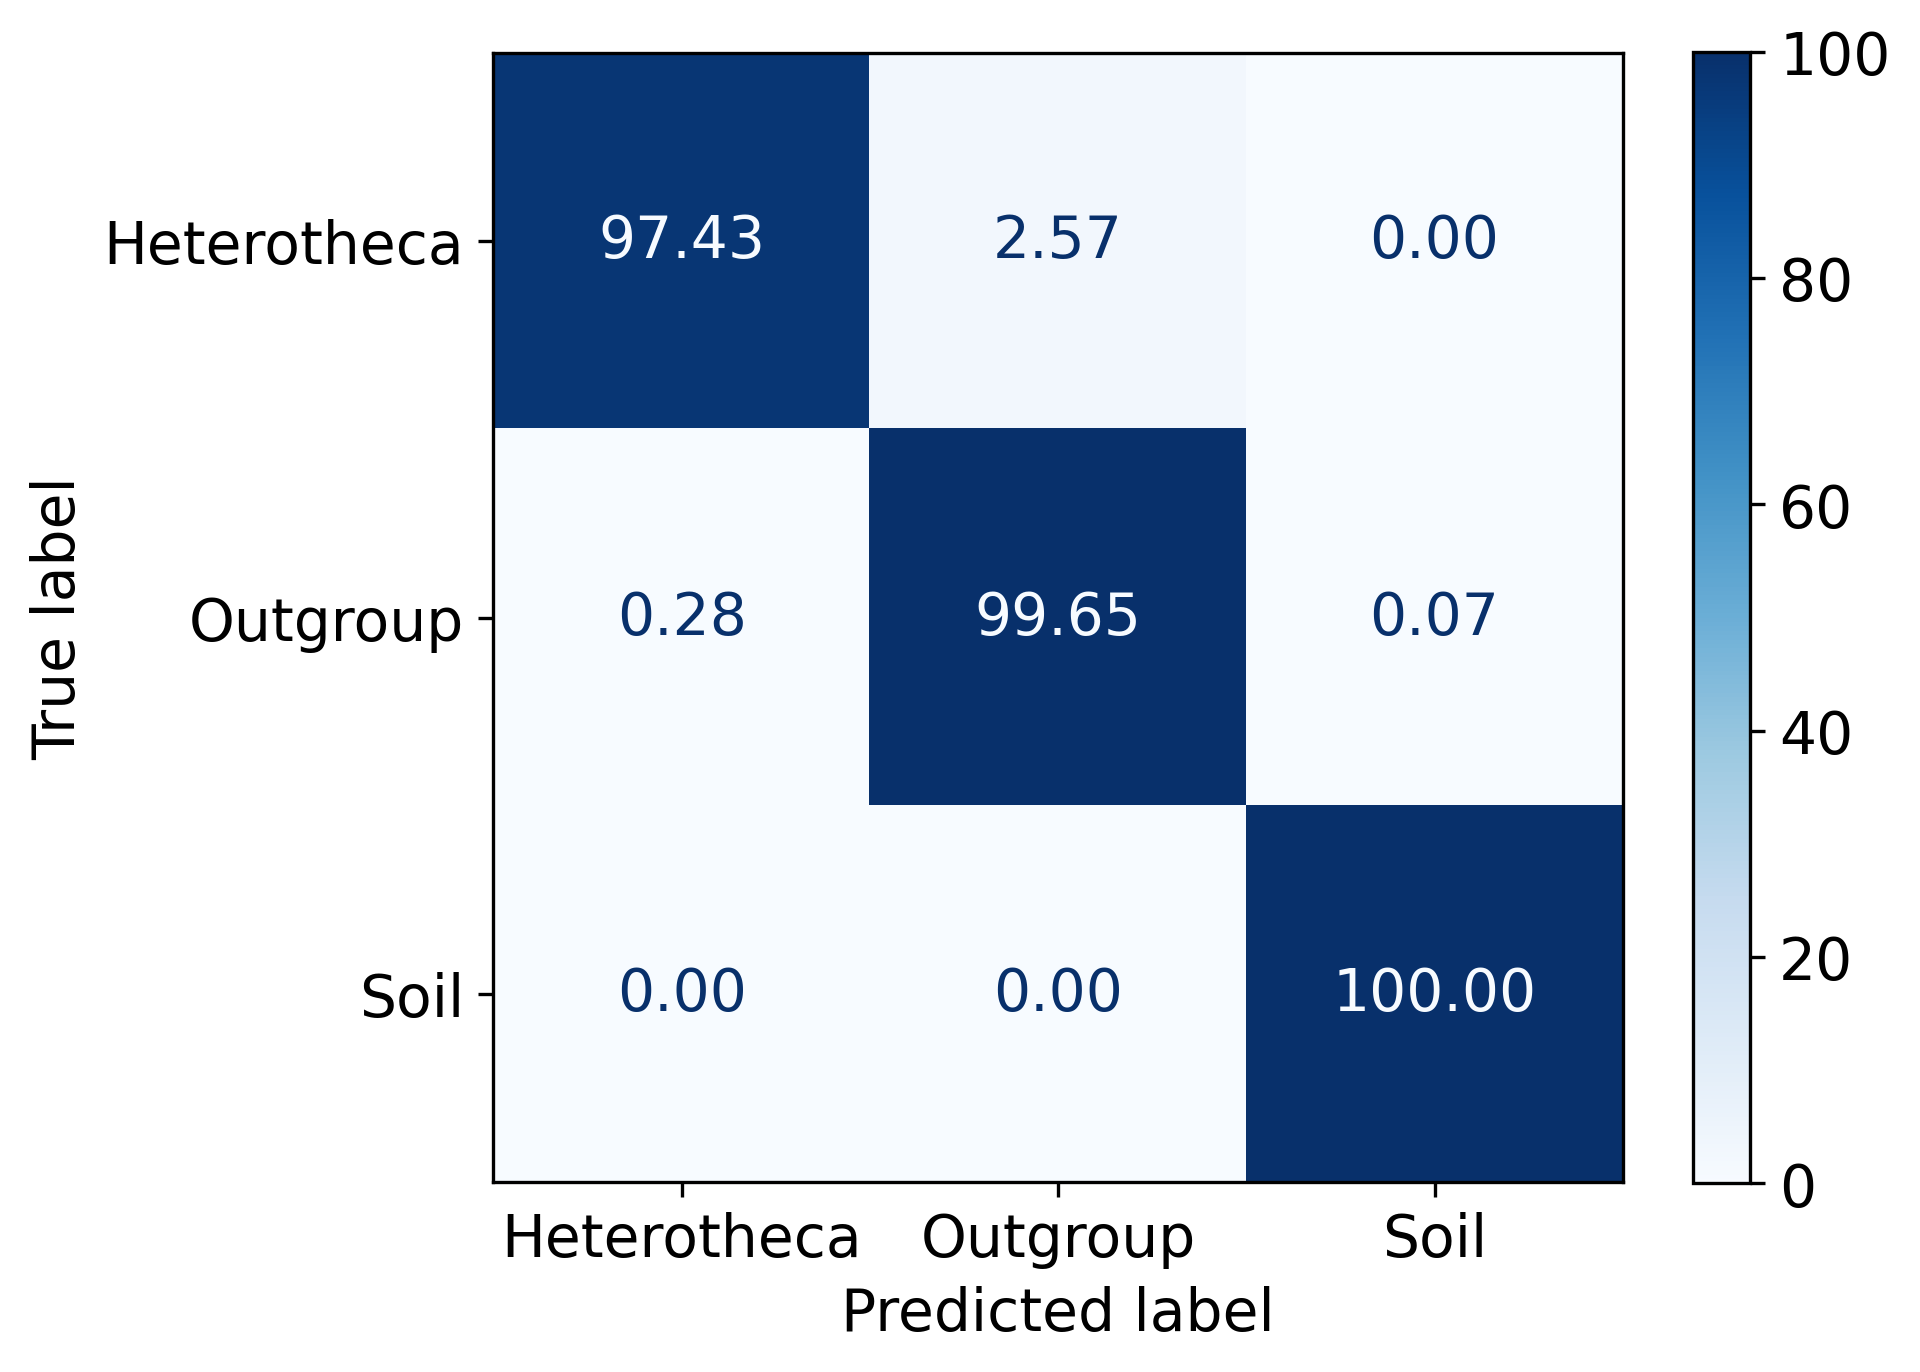 True label
Heterotheca 97.43 2.57 0.00
Outgroup 0.28 99.65 0.07
Soil 0.00 0.00 100.00
Heterotheca Outgroup Soil
Predicted label
100
80
60
40
20
0